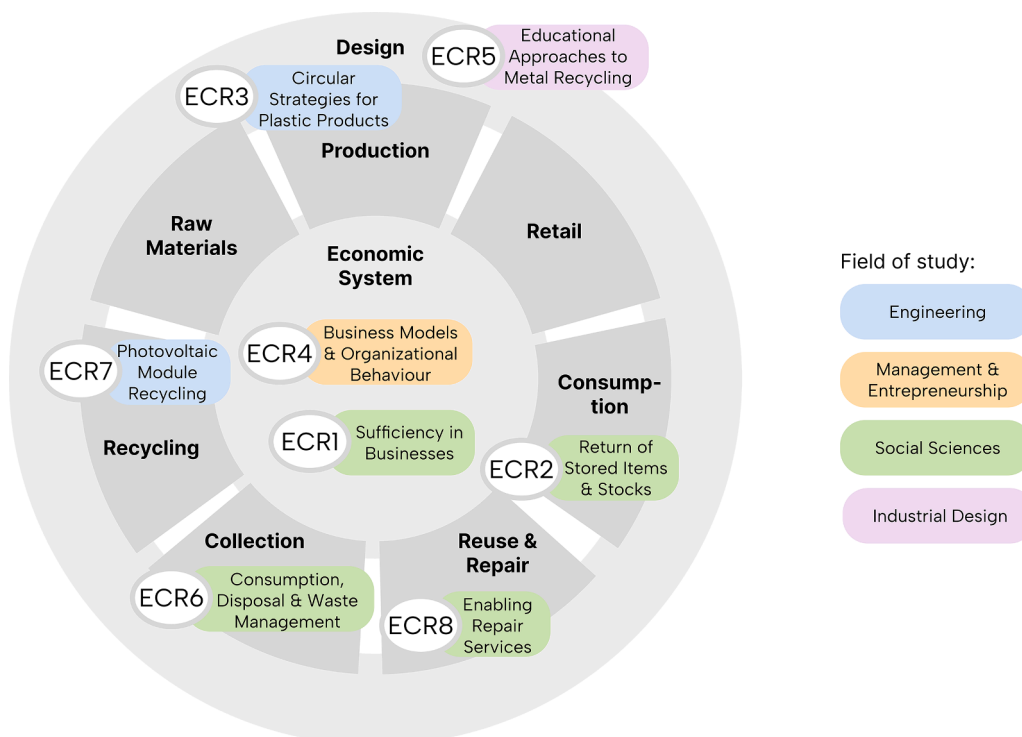 Design
ECR5
Educational
Approaches to
Metal Recycling
ECR3
Circular
Strategies for
Plastic Products
Production
Raw
Materials
Retail
Economic
System
Field of study:
Engineering
ECR4
Business Models
& Organizational
Behaviour
ECR7
Photovoltaic
Module
Recycling
Consump-
tion
Management &
Entrepreneurship
Recycling
ECR1
Sufficiency in
Businesses
ECR2
Return of
Stored Items
& Stocks
Social Sciences
Industrial Design
Collection
Reuse &
Repair
ECR6
Consumption,
Disposal & Waste
Management
ECR8
Enabling
Repair
Services